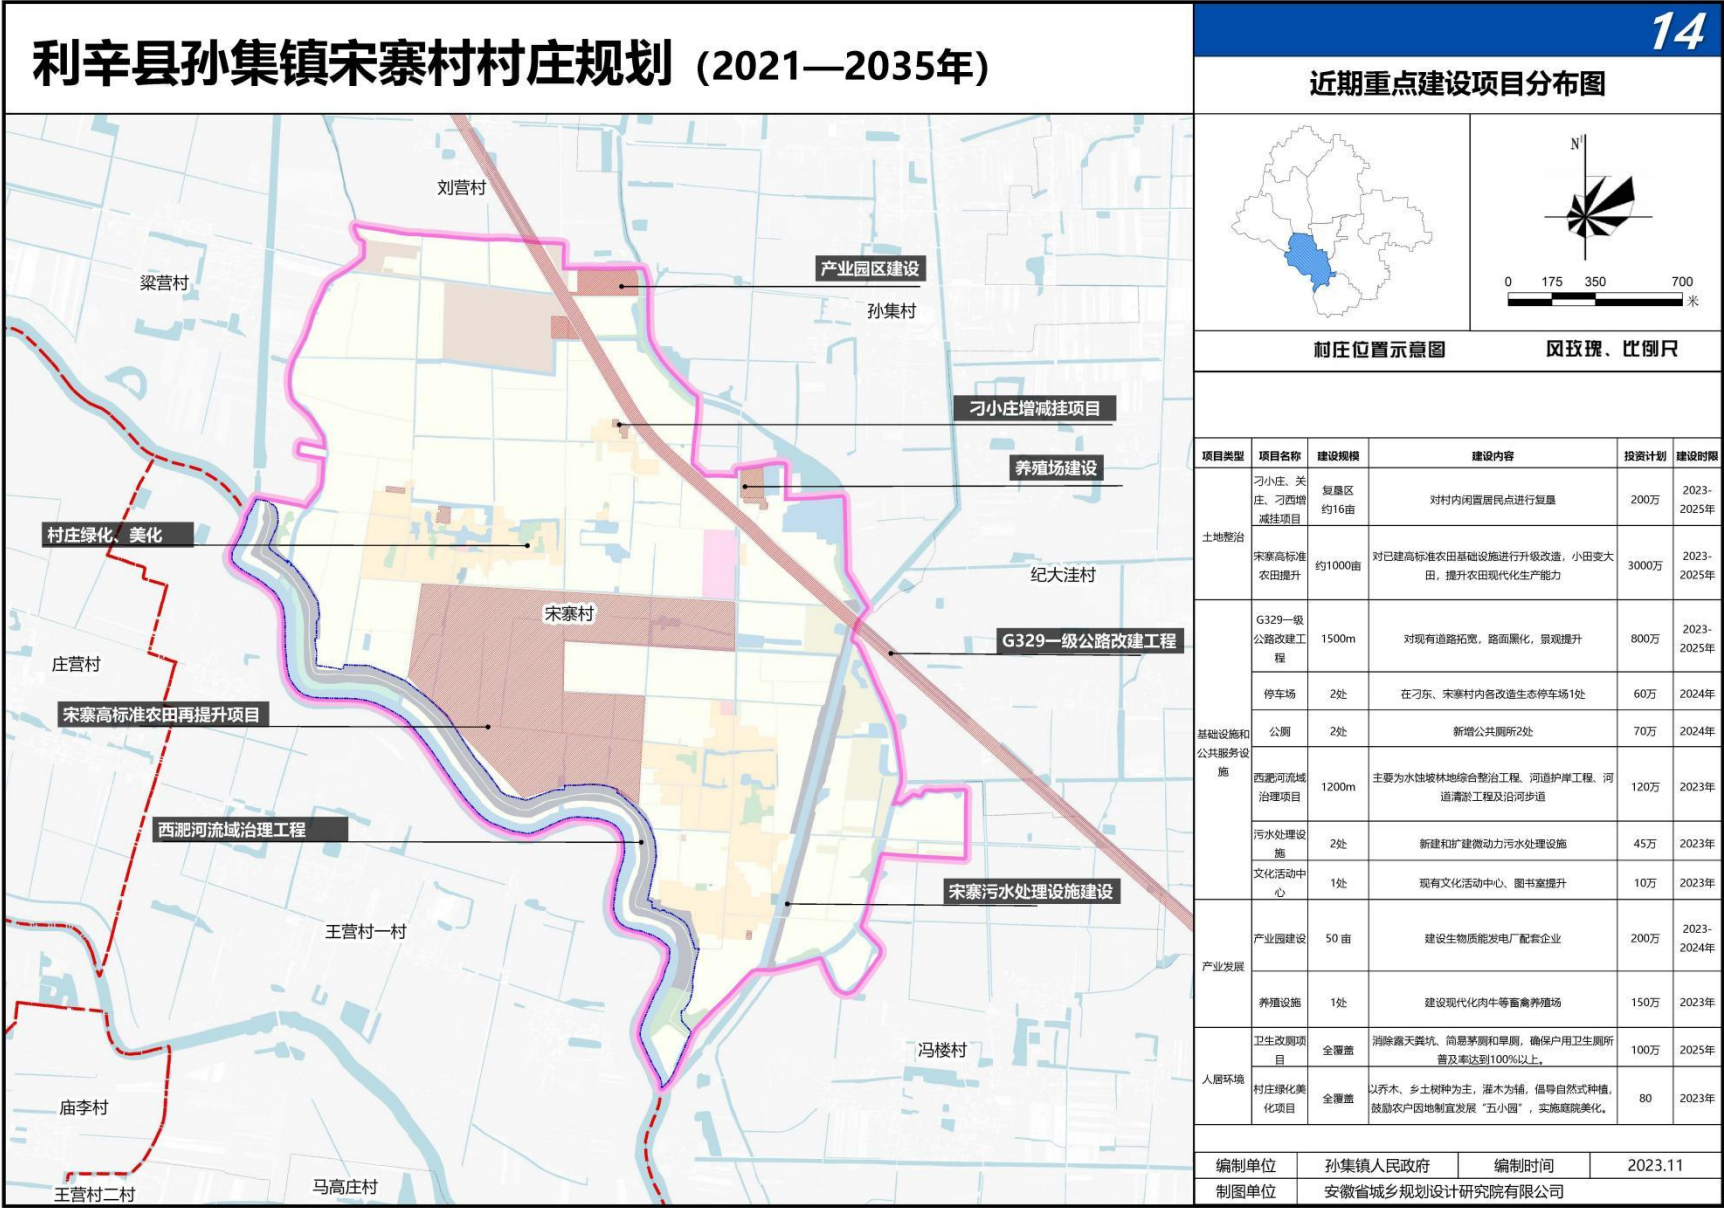 利辛县孙集镇宋寨村村庄规划（2021—2035年）
14
近期重点建设项目分布图
刘营村
梁营村
产业园区建设
孙集村
刁小庄增减挂项目
养殖场建设
村庄绿化、美化
纪大洼村
宋寨村
G329一级公路改建工程
庄营村
宋寨高标准农田再提升项目
西淝河流域治理工程
宋寨污水处理设施建设
王营村一村
冯楼村
庙李村
王营村二村
马高庄村
N
0 175 350 700
米
村庄位置示意图
风玫瑰、比例尺
项目类型 项目名称 建设规模 建设内容 投资计划 建设时限
土地整治
刁小庄、关
庄、刁西增
减挂项目
复垦区
约16亩
对村内闲置居民点进行复垦
200万
2023-
2025年
宋寨高标准
农田提升
约1000亩
对已建高标准农田基础设施进行升级改造，小田变大
田，提升农田现代化生产能力
3000万
2023-
2025年
基础设施和
公共服务设
施
G329一级
公路改建工
程
1500m
对现有道路拓宽，路面黑化，景观提升
800万
2023-
2025年
停车场 2处 在刁东、宋寨村内各改造生态停车场1处 60万 2024年
公厕 2处 新增公共厕所2处 70万 2024年
西淝河流域
治理项目
1200m
主要为水蚀坡林地综合整治工程、河道护岸工程、河
道清淤工程及沿河步道
120万
2023年
污水处理设
施
2处
新建和扩建微动力污水处理设施
45万
2023年
文化活动中
心
1处
现有文化活动中心、图书室提升
10万
2023年
产业发展
产业园建设
50 亩
建设生物质能发电厂配套企业
200万
2023-
2024年
养殖设施 1处 建设现代化肉牛等畜禽养殖场 150万 2023年
人居环境
卫生改厕项
目
全覆盖
消除露天粪坑、简易茅厕和旱厕，确保户用卫生厕所
普及率达到100%以上。
100万
2025年
村庄绿化美
化项目
全覆盖
以乔木、乡土树种为主，灌木为辅，倡导自然式种植，
鼓励农户因地制宜发展“五小园”，实施庭院美化。
80
2023年
编制单位 孙集镇人民政府 编制时间 2023.11
制图单位 安徽省城乡规划设计研究院有限公司